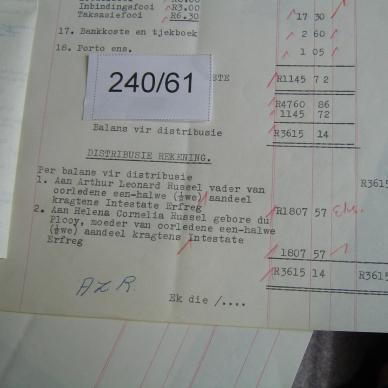 Inbindingsfooi R3.00
Taksasiefooi R6.30 17 30
17. Bankkoste en tjekboek 2 60
18. Porto ens. 1 05
240/61
STE R1145 72
R4760 86
1145 72
Balans vir distribusie R3615 14
DISTRIBUSIE REKENING.
Per balans vir distribusie R3615
1. Aan Arthur Leonard Russel vader van
oorledene een-halwe (½we) aandeel
kragtens Intestate Erfreg R1807 57
2. Aan Helena Cornelia Russel gebore du
Plooy, moeder van oorledene een-halwe
(½we) aandeel kragtens Intestate
Erfreg 1807 57
R3615 14 R3615
A L R.
Ek die /....